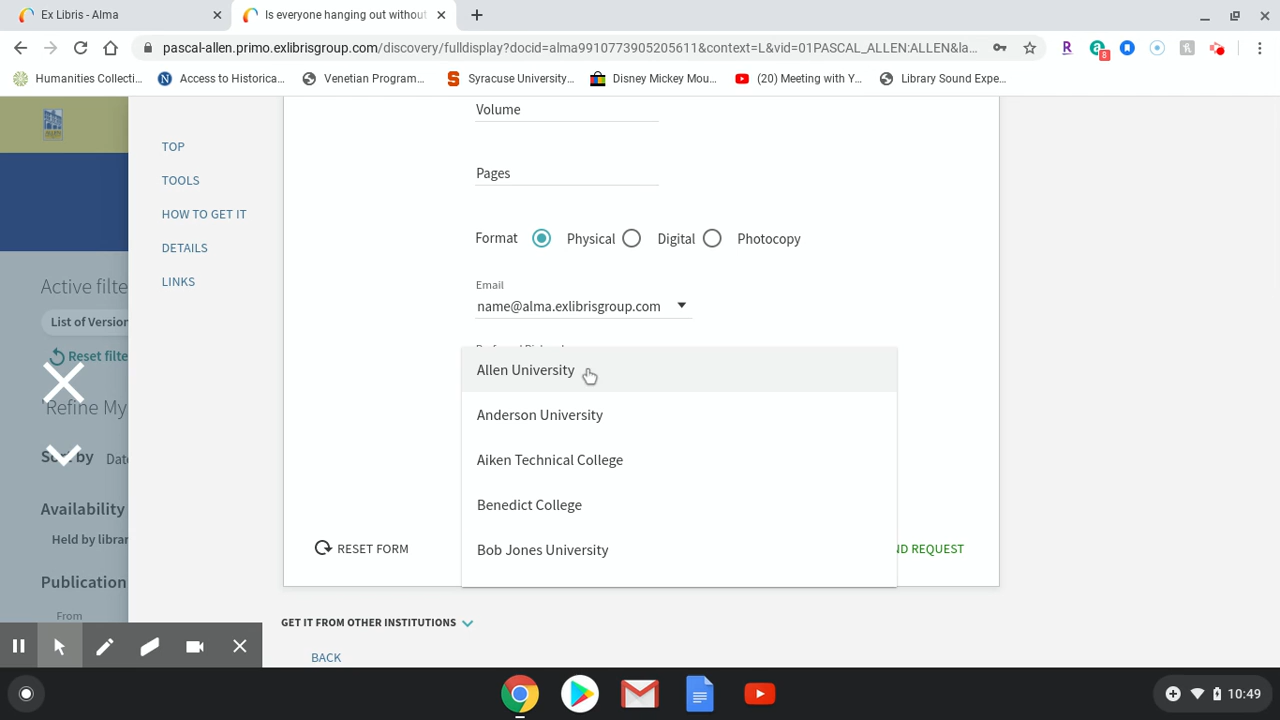 Ex Libris - Alma
Is everyone hanging out without
pascal-allen.primo.exlibrisgroup.com/discovery/fulldisplay?docid=alma9910773905205611&context=L&vid=01PASCAL_ALLEN:ALLEN&la...
8
Humanities Collecti...
Access to Historica...
Venetian Program...
Syracuse University...
Disney Mickey Mou...
(20) Meeting with Y...
Library Sound Expe...
Volume
TOP
Pages
TOOLS
HOW TO GET IT
Format Physical Digital Photocopy
DETAILS
LINKS
Active filte
Email
name@alma.exlibrisgroup.com
List of Version
Reset filte
Allen University
Refine My
Anderson University
Sort by Date
Aiken Technical College
Availability
Benedict College
Held by librar
RESET FORM
Bob Jones University
ND REQUEST
Publication
From
GET IT FROM OTHER INSTITUTIONS
BACK
10:49